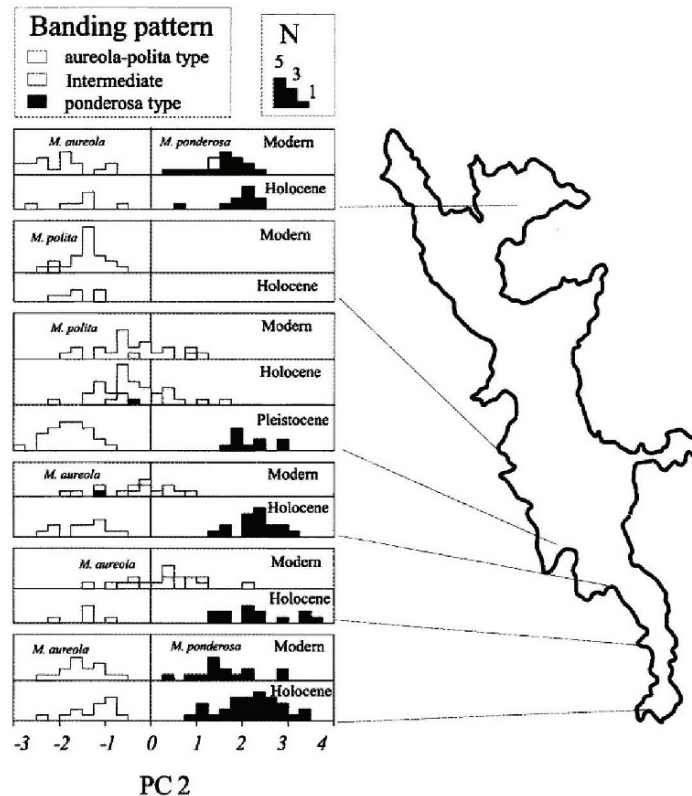 Banding pattern
aureola-polita type
Intermediate
ponderosa type
N
5
3
1
M. aureola
M. ponderosa
Modern
Holocene
M. polita
Modern
Holocene
M. polita
Modern
Holocene
Pleistocene
M. aureola
Modern
Holocene
M. aureola
Modern
Holocene
M. aureola
M. ponderosa
Modern
Holocene
-3 -2 -1 0 1 2 3 4
PC 2